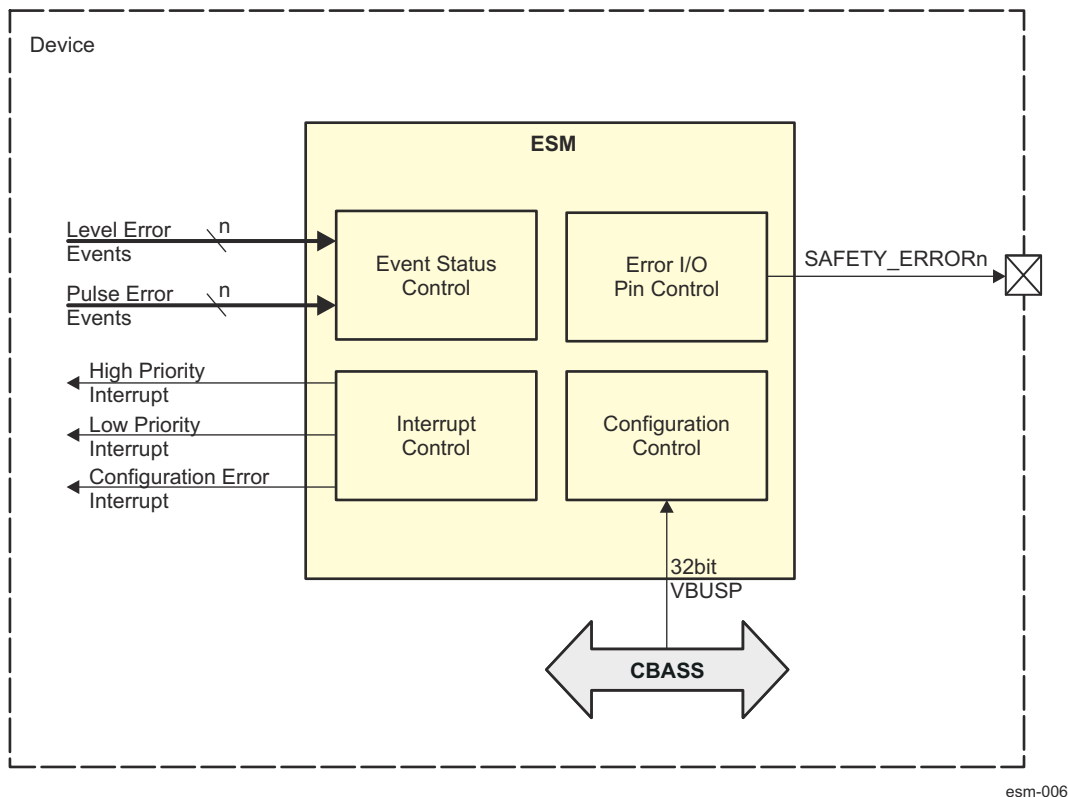 Device
ESM
Level Error
Events
n
Pulse Error
Events
n
Event Status
Control
Error I/O
Pin Control
SAFETY_ERRORn
High Priority
Interrupt
Low Priority
Interrupt
Configuration Error
Interrupt
Interrupt
Control
Configuration
Control
32bit
VBUSP
CBASS
esm-006